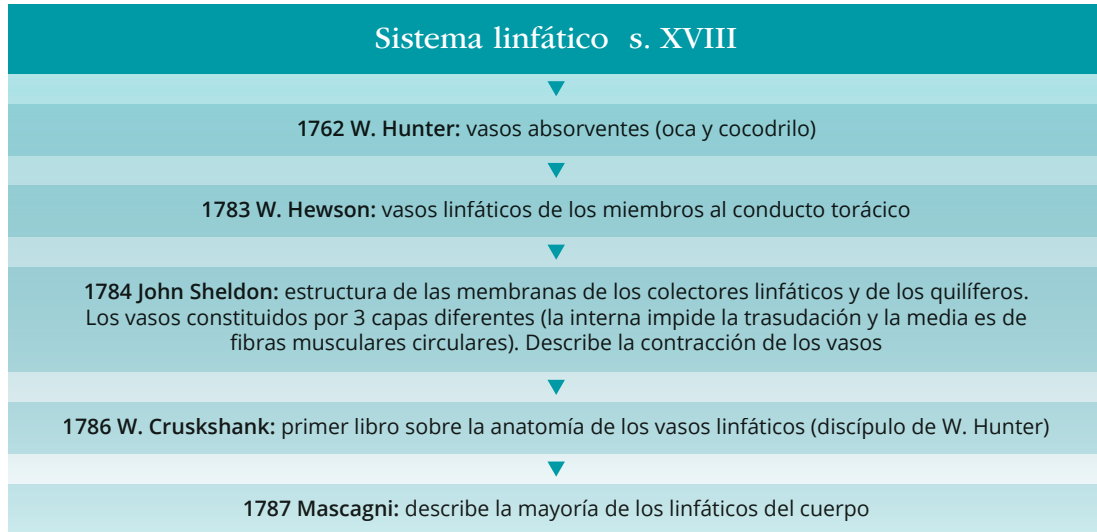 Sistema linfático s. XVIII
1762 W. Hunter: vasos absorventes (oca y cocodrilo)
1783 W. Hewson: vasos linfáticos de los miembros al conducto torácico
1784 John Sheldon: estructura de las membranas de los colectores linfáticos y de los quilíferos.
Los vasos constituidos por 3 capas diferentes (la interna impide la trasudación y la media es de
fibras musculares circulares). Describe la contracción de los vasos
1786 W. Cruskshank: primer libro sobre la anatomía de los vasos linfáticos (discípulo de W. Hunter)
1787 Mascagni: describe la mayoría de los linfáticos del cuerpo